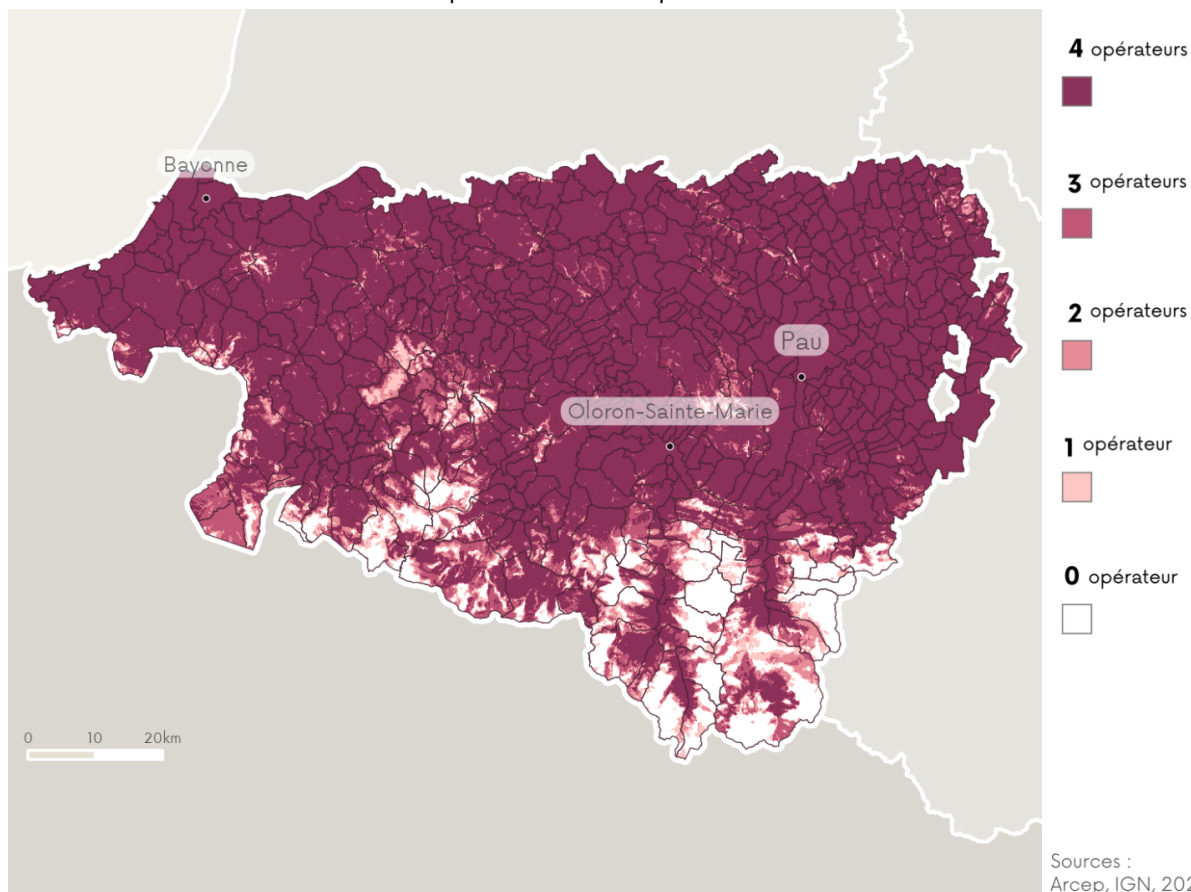 4 opérateurs
3 opérateurs
2 opérateurs
1 opérateur
0 opérateur
Bayonne
Pau
Oloron-Sainte-Marie
0 10 20km
Sources :
Arcep, IGN,